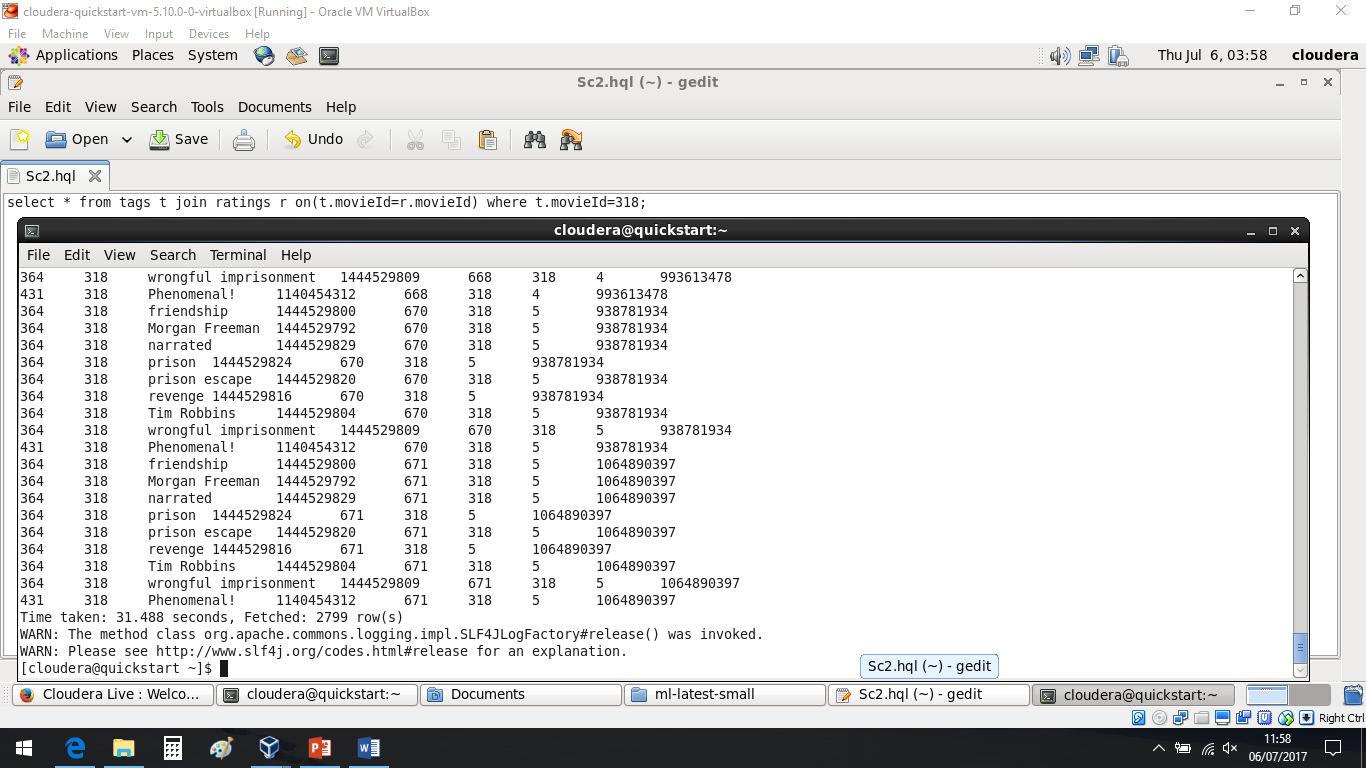 cloudera-quickstart-vm-5.10.0-0-virtualbox [Running] - Oracle VM VirtualBox
File Machine View Input Devices Help
Applications Places System Thu Jul 6, 03:58 cloudera
Sc2.hql (~) - gedit
File Edit View Search Tools Documents Help
Open Save Undo
Sc2.hql
select * from tags t join ratings r on(t.movieId=r.movieId) where t.movieId=318;
cloudera@quickstart:~
File Edit View Search Terminal Help
364 318 wrongful imprisonment 1444529809 668 318 4 993613478
431 318 Phenomenal! 1140454312 668 318 4 993613478
364 318 friendship 1444529800 670 318 5 938781934
364 318 Morgan Freeman 1444529792 670 318 5 938781934
364 318 narrated 1444529829 670 318 5 938781934
364 318 prison 1444529824 670 318 5 938781934
364 318 prison escape 1444529820 670 318 5 938781934
364 318 revenge 1444529816 670 318 5 938781934
364 318 Tim Robbins 1444529804 670 318 5 938781934
364 318 wrongful imprisonment 1444529809 670 318 5 938781934
431 318 Phenomenal! 1140454312 670 318 5 938781934
364 318 friendship 1444529800 671 318 5 1064890397
364 318 Morgan Freeman 1444529792 671 318 5 1064890397
364 318 narrated 1444529829 671 318 5 1064890397
364 318 prison 1444529824 671 318 5 1064890397
364 318 prison escape 1444529820 671 318 5 1064890397
364 318 revenge 1444529816 671 318 5 1064890397
364 318 Tim Robbins 1444529804 671 318 5 1064890397
364 318 wrongful imprisonment 1444529809 671 318 5 1064890397
431 318 Phenomenal! 1140454312 671 318 5 1064890397
Time taken: 31.488 seconds, Fetched: 2799 row(s)
WARN: The method class org.apache.commons.logging.impl.SLF4JLogFactory#release() was invoked.
WARN: Please see http://www.slf4j.org/codes.html#release for an explanation.
[cloudera@quickstart ~]$
Sc2.hql (~) - gedit
Cloudera Live : Welco... cloudera@quickstart:~ Documents ml-latest-small Sc2.hql (~) - gedit cloudera@quickstart:~
Right Ctrl
11:58
06/07/2017